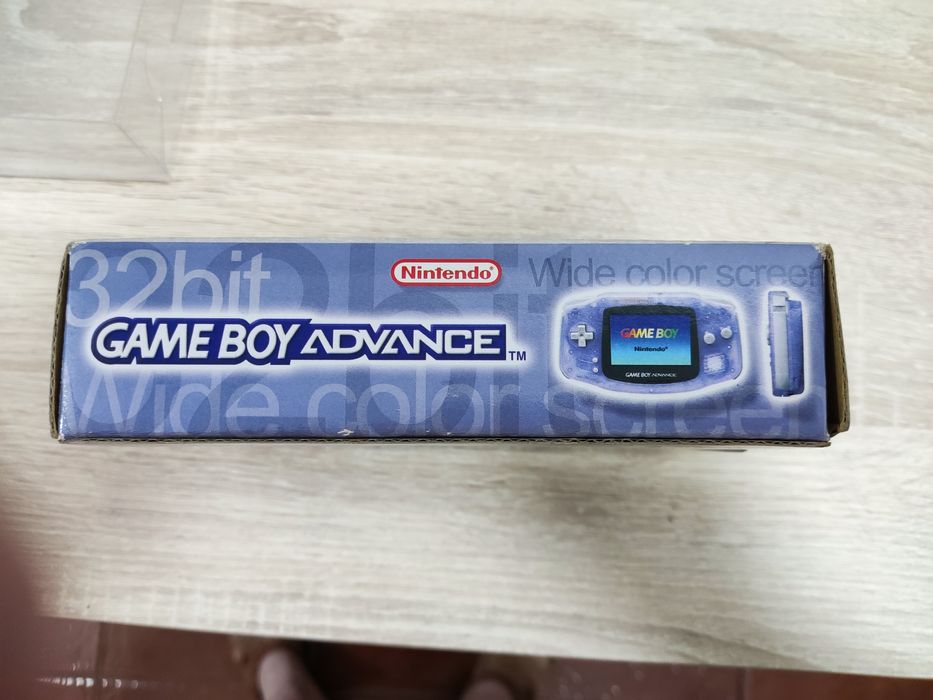 32bit
Nintendo®
Wide color screen
GAME BOY ADVANCE™
GAME BOY
Nintendo®
GAME BOY ADVANCE
Wide color screen